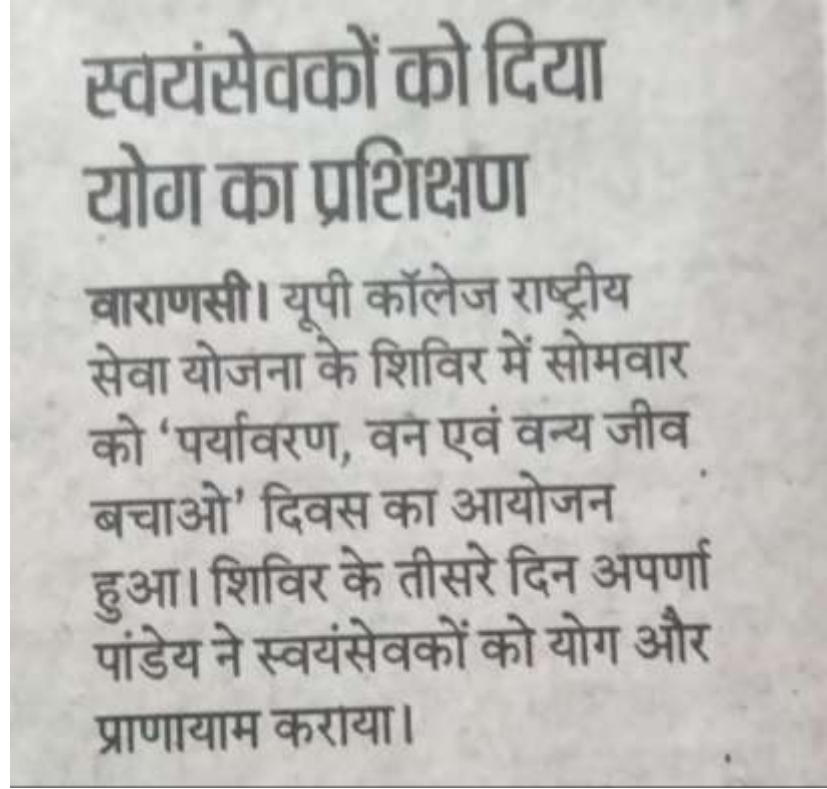 स्वयंसेवकों को दिया
योग का प्रशिक्षण
वाराणसी। यूपी कॉलेज राष्ट्रीय
सेवा योजना के शिविर में सोमवार
को ‘पर्यावरण, वन एवं वन्य जीव
बचाओ’ दिवस का आयोजन
हुआ। शिविर के तीसरे दिन अपर्णा
पांडेय ने स्वयंसेवकों को योग और
प्राणायाम कराया।